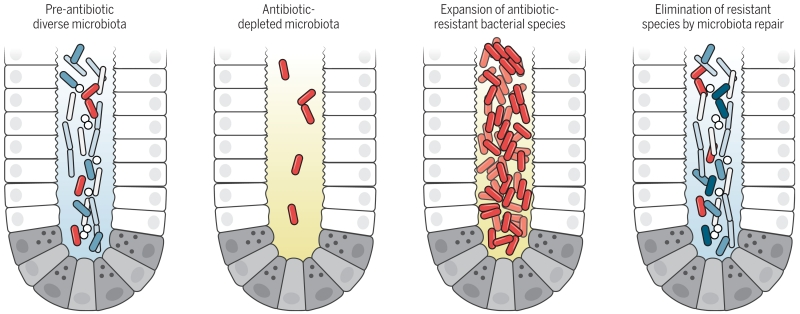 Pre-antibiotic
diverse microbiota
Antibiotic-
depleted microbiota
Expansion of antibiotic-
resistant bacterial species
Elimination of resistant
species by microbiota repair